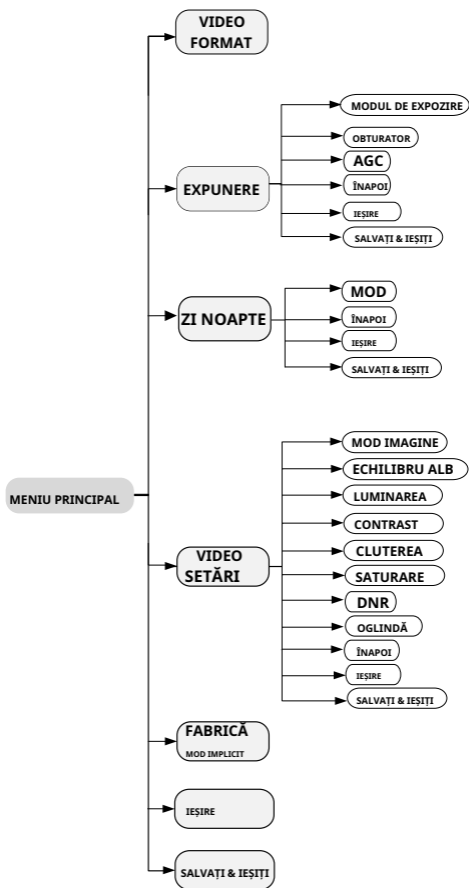 VIDEO
FORMAT
MODUL DE EXPOZIRE
OBTURATOR
AGC
EXPUNERE
ÎNAPOI
IEȘIRE
SALVAȚI & IEȘIȚI
MOD
ZI NOAPTE
ÎNAPOI
IEȘIRE
SALVAȚI & IEȘIȚI
MENIU PRINCIPAL
MOD IMAGINE
ECHILIBRU ALB
LUMINAREA
CONTRAST
CLUTEREA
VIDEO
SETĂRI
SATURARE
DNR
OGLINDĂ
ÎNAPOI
IEȘIRE
SALVAȚI & IEȘIȚI
FABRICĂ
MOD IMPLICIT
IEȘIRE
SALVAȚI & IEȘIȚI